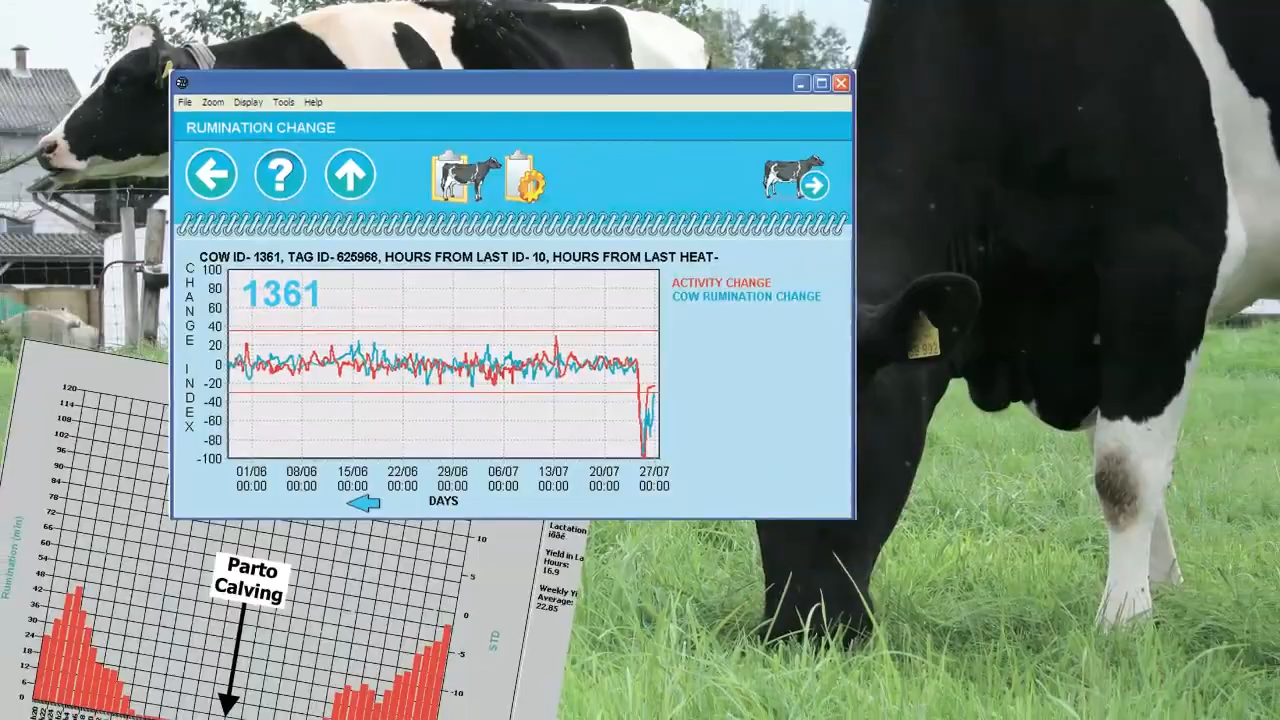 File Zoom Display Tools Help
RUMINATION CHANGE
COW ID- 1361, TAG ID- 625968, HOURS FROM LAST ID- 10, HOURS FROM LAST HEAT-
CHANGE INDEX
100
80
60
40
20
0
-20
-40
-60
-80
-100
1361
ACTIVITY CHANGE
COW RUMINATION CHANGE
01/06 08/06 15/06 22/06 29/06 06/07 13/07 20/07 27/07
00:00 00:00 00:00 00:00 00:00 00:00 00:00 00:00 00:00
DAYS
120
114
108
102
96
90
84
78
72
66
60
54
48
42
36
30
24
18
12
6
0
Rumination (min)
Parto
Calving
10
5
0
-5
-10
STD
Lactation
Yield in La
Hours:
16.9
Weekly Yi
Average:
22.85